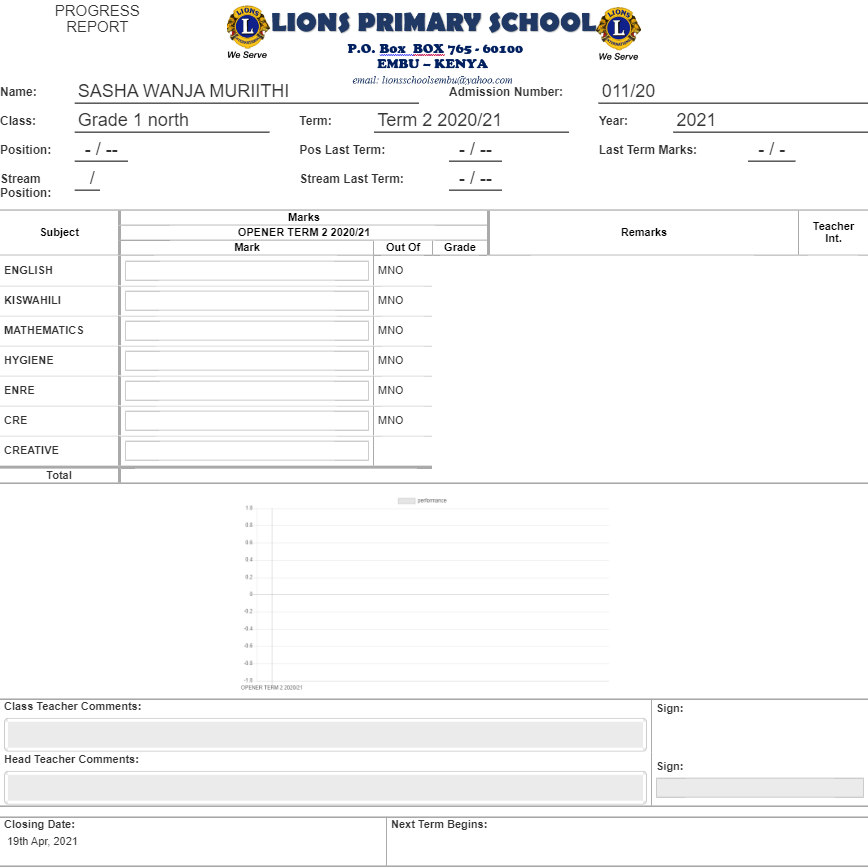 PROGRESS
REPORT
LIONS
L
INTERNATIONAL
We Serve
LIONS PRIMARY SCHOOL
P.O. Box BOX 765 - 60100
EMBU – KENYA
email: lionsschoolsembu@yahoo.com
LIONS
L
INTERNATIONAL
We Serve
Name: SASHA WANJA MURIITHI Admission Number: 011/20
Class: Grade 1 north Term: Term 2 2020/21 Year: 2021
Position: - / -- Pos Last Term: - / -- Last Term Marks: - / -
Stream Position: / Stream Last Term: - / --
Subject Marks Remarks Teacher Int.
OPENER TERM 2 2020/21
Mark Out Of Grade
ENGLISH MNO
KISWAHILI MNO
MATHEMATICS MNO
HYGIENE MNO
ENRE MNO
CRE MNO
CREATIVE
Total
performance
1.0
0.8
0.6
0.4
0.2
0
-0.2
-0.4
-0.6
-0.8
-1.0
OPENER TERM 2 2020/21
Class Teacher Comments: Sign:
Head Teacher Comments: Sign:
Closing Date: Next Term Begins:
19th Apr, 2021